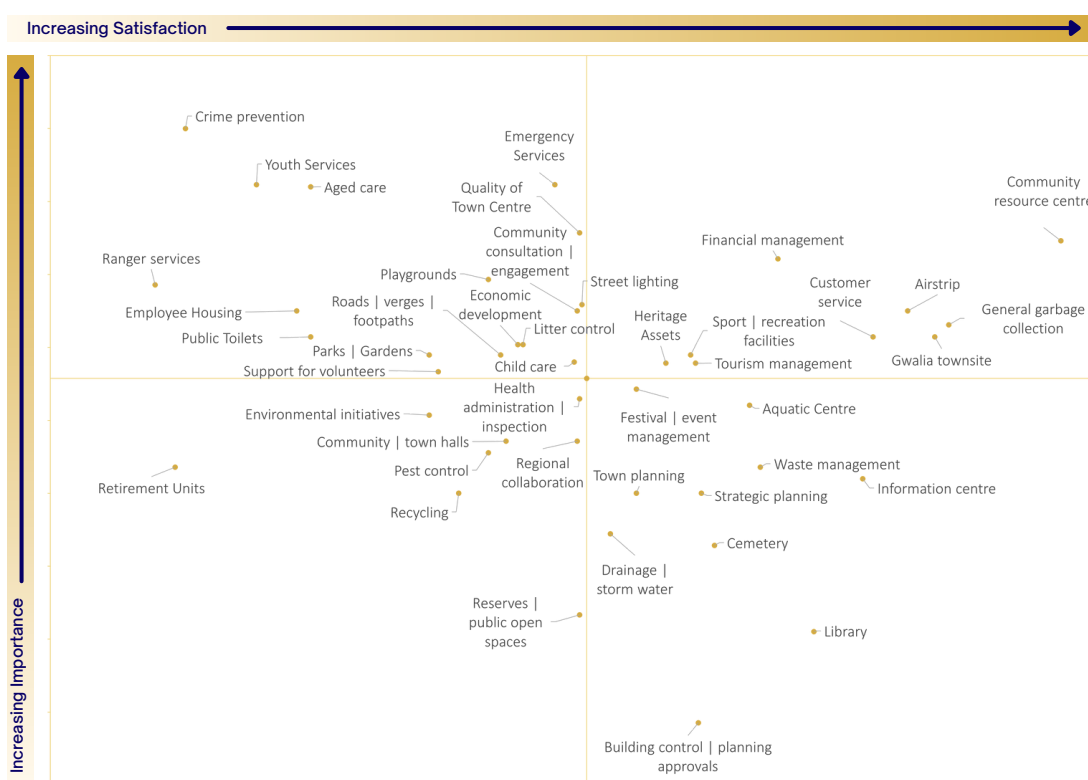 Increasing Satisfaction
Increasing Importance
Crime prevention
Emergency
Services
Youth Services
Aged care
Quality of
Town Centre
Community
resource centre
Community
consultation |
engagement
Financial management
Ranger services
Playgrounds
Street lighting
Customer
service
Airstrip
Employee Housing
Roads | verges |
footpaths
Economic
development
Litter control
Heritage
Assets
Sport | recreation
facilities
General garbage
collection
Public Toilets
Parks | Gardens
Support for volunteers
Child care
Tourism management
Gwalia townsite
Environmental initiatives
Health
administration |
inspection
Festival | event
management
Aquatic Centre
Community | town halls
Pest control
Regional
collaboration
Retirement Units
Recycling
Town planning
Waste management
Strategic planning
Information centre
Cemetery
Drainage |
storm water
Reserves |
public open
spaces
Library
Building control | planning
approvals